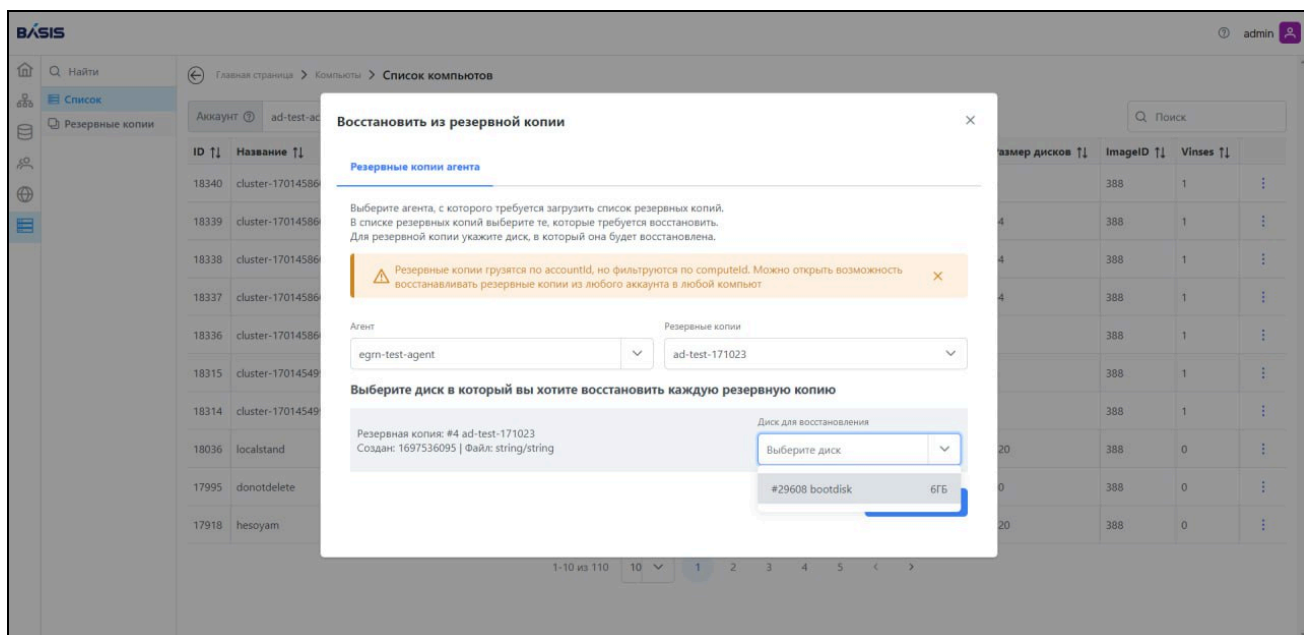 BASIS
admin
Найти
Главная страница > Компьюты > Список компьютов
Список
Резервные копии
Аккаунт
ad-test-ac
Поиск
ID Название
азмер дисков ImageID Vinses
18340 cluster-17014586
388 1
18339 cluster-17014586
4 388 1
18338 cluster-17014586
4 388 1
18337 cluster-17014586
4 388 1
18336 cluster-17014586
388 1
18315 cluster-17014549
388 1
18314 cluster-17014549
388 1
18036 localstand
20 388 0
17995 donotdelete
0 388 0
17918 hesoyam
20 388 0
Восстановить из резервной копии
Резервные копии агента
Выберите агента, с которого требуется загрузить список резервных копий.
В списке резервных копий выберите те, которые требуется восстановить.
Для резервной копии укажите диск, в который она будет восстановлена.
Резервные копии грузятся по accountId, но фильтруются по computeId. Можно открыть возможность
восстанавливать резервные копии из любого аккаунта в любой компьют
Агент
Резервные копии
egrn-test-agent
ad-test-171023
Выберите диск в который вы хотите восстановить каждую резервную копию
Резервная копия: #4 ad-test-171023
Создан: 1697536095 | Файл: string/string
Диск для восстановления
Выберите диск
#29608 bootdisk 6ГБ
1-10 из 110 10 1 2 3 4 5 < >